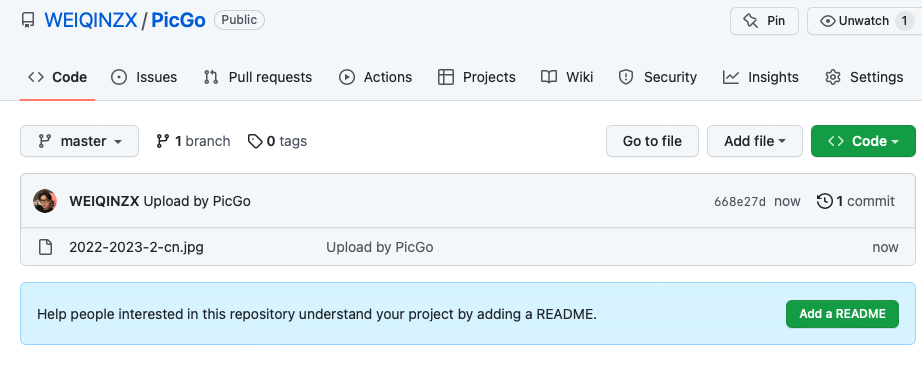 WEIQINZX / PicGo Public Pin Unwatch 1
Code Issues Pull requests Actions Projects Wiki Security Insights Settings
master 1 branch 0 tags Go to file Add file Code
WEIQINZX Upload by PicGo 668e27d now 1 commit
2022-2023-2-cn.jpg Upload by PicGo now
Help people interested in this repository understand your project by adding a README. Add a README